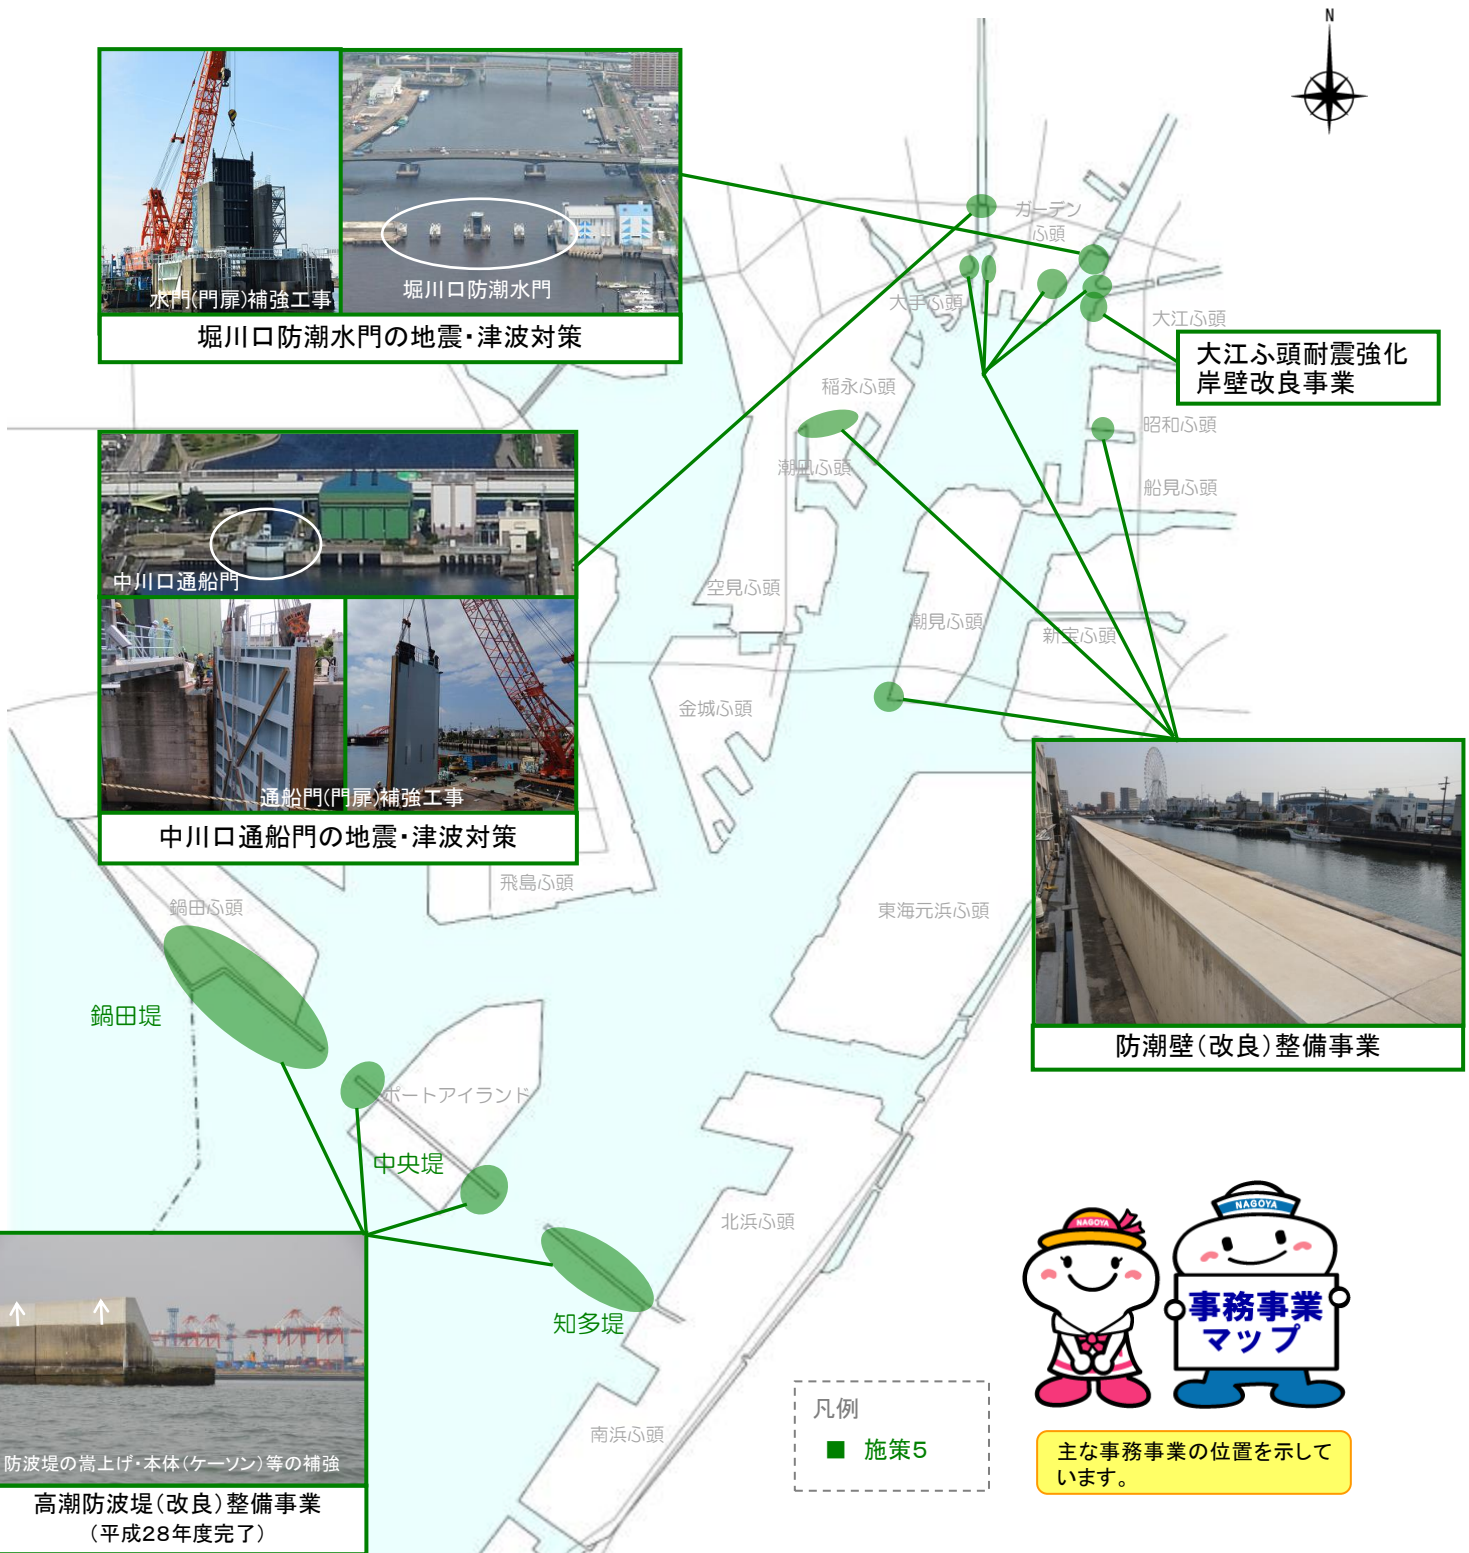 N
水門(門扉)補強工事
堀川口防潮水門
堀川口防潮水門の地震・津波対策
ガーデン
ふ頭
大手ふ頭
大江ふ頭
大江ふ頭耐震強化
岸壁改良事業
稲永ふ頭
昭和ふ頭
潮凪ふ頭
船見ふ頭
中川口通船門
空見ふ頭
潮見ふ頭
新宝ふ頭
通船門(門扉)補強工事
中川口通船門の地震・津波対策
金城ふ頭
飛島ふ頭
鍋田ふ頭
東海元浜ふ頭
鍋田堤
防潮壁(改良)整備事業
ポートアイランド
中央堤
北浜ふ頭
知多堤
南浜ふ頭
防波堤の嵩上げ・本体(ケーソン)等の補強
高潮防波堤(改良)整備事業
(平成28年度完了)
凡例
■ 施策5
NAGOYA
NAGOYA
事務事業
マップ
主な事務事業の位置を示して
います。